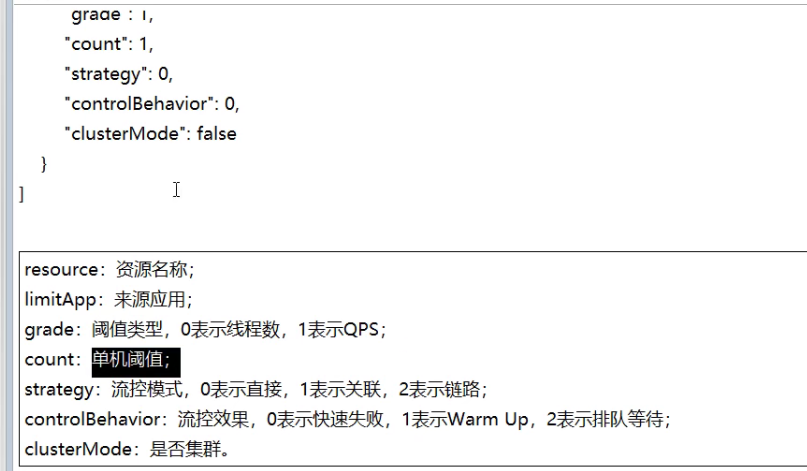 "grade": 1,
"count": 1,
"strategy": 0,
"controlBehavior": 0,
"clusterMode": false
}
]
resource：资源名称；
limitApp：来源应用；
grade：阈值类型，0表示线程数，1表示QPS；
count：单机阈值；
strategy：流控模式，0表示直接，1表示关联，2表示链路；
controlBehavior：流控效果，0表示快速失败，1表示Warm Up，2表示排队等待；
clusterMode：是否集群。